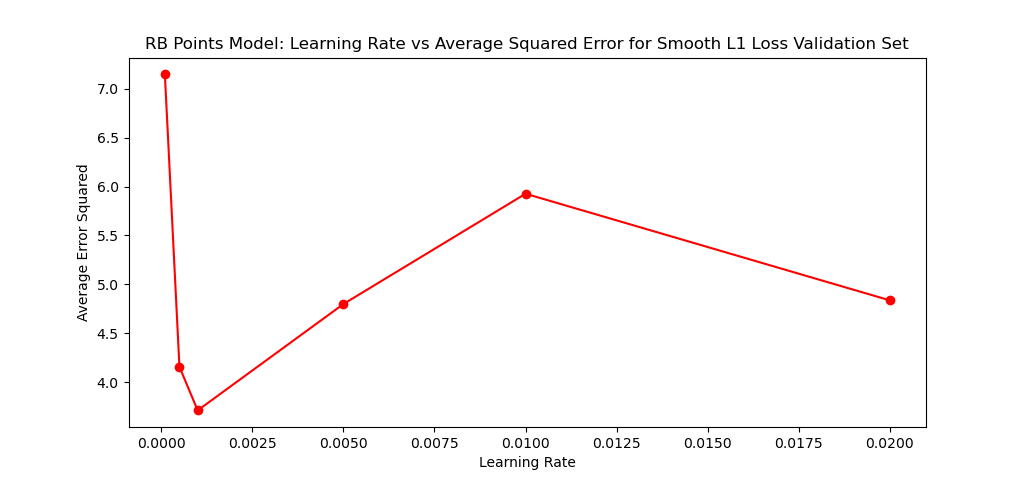 RB Points Model: Learning Rate vs Average Squared Error for Smooth L1 Loss Validation Set
7.0
6.5
6.0
5.5
5.0
4.5
4.0
Average Error Squared
0.0000 0.0025 0.0050 0.0075 0.0100 0.0125 0.0150 0.0175 0.0200
Learning Rate